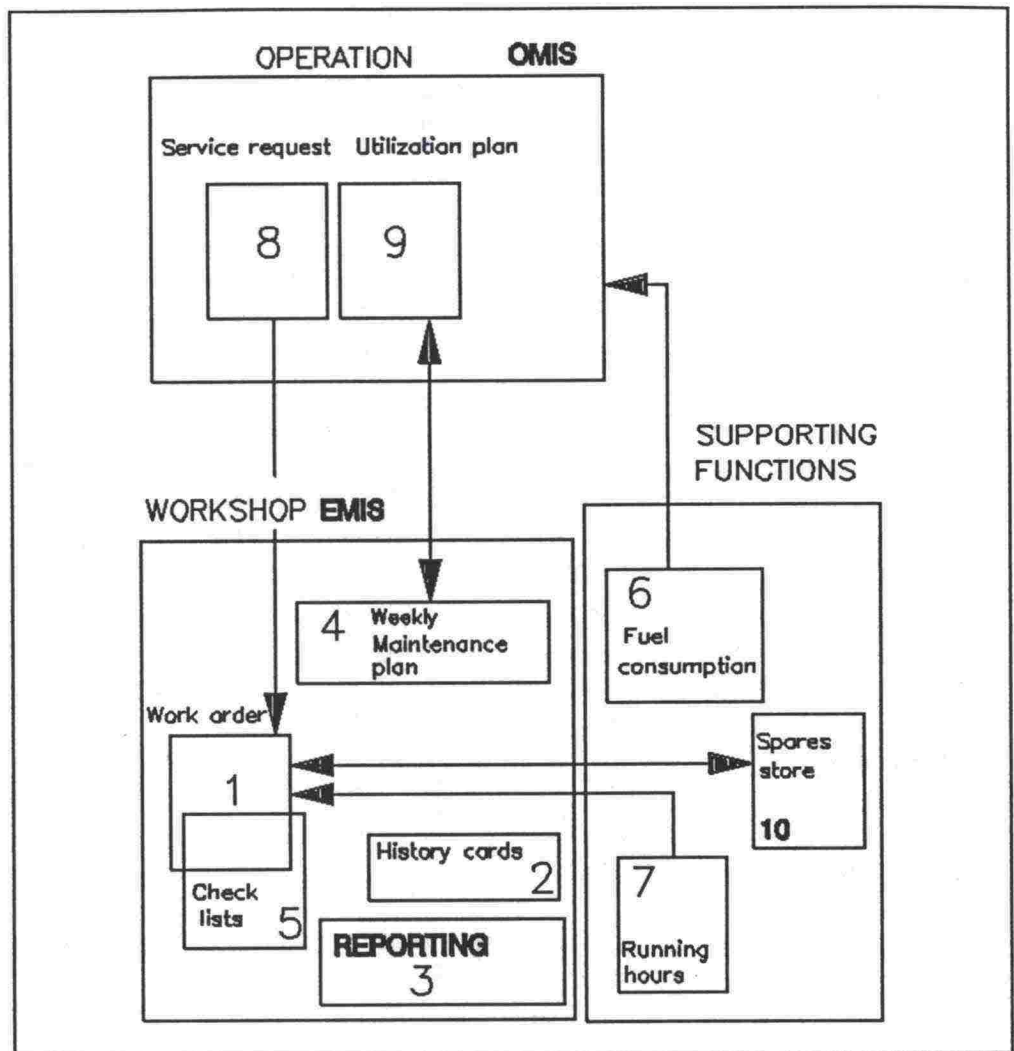 OPERATION OMIS
Service request Utilization plan
8 9
SUPPORTING
FUNCTIONS
WORKSHOP EMIS
4 Weekly
Maintenance
plan
6
Fuel
consumption
Work order
1
Spares
store
10
History cards
2
7
Check
lists
5
REPORTING
3
Running
hours